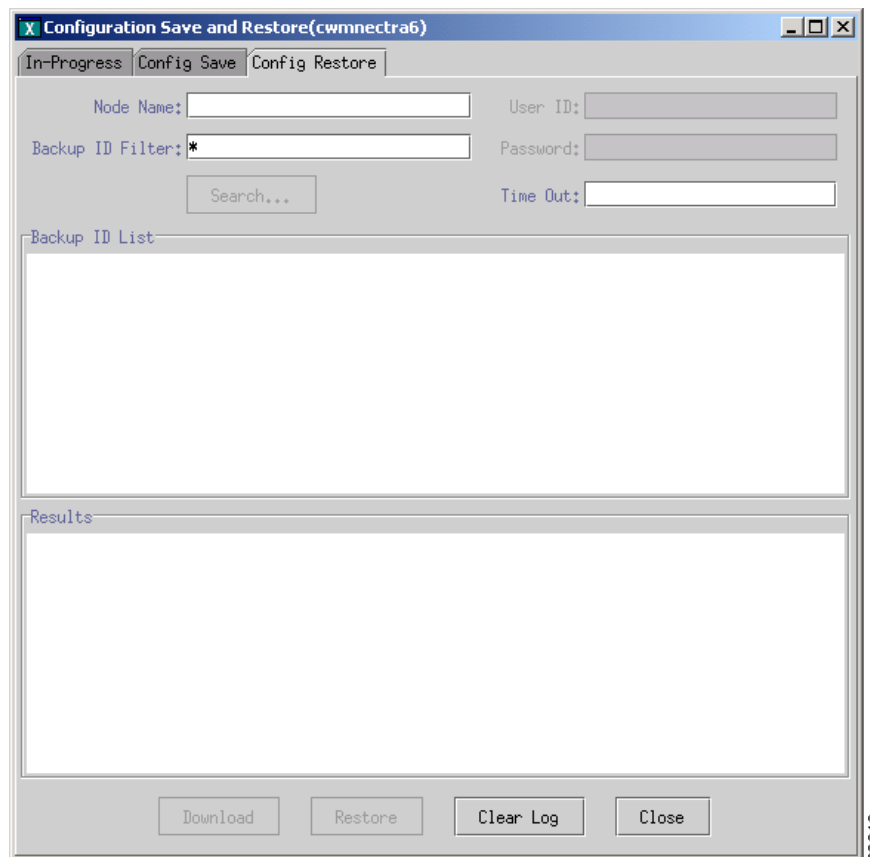 X Configuration Save and Restore(cwmnectra6)
In-Progress Config Save Config Restore
Node Name: User ID:
Backup ID Filter: * Password:
Search... Time Out:
Backup ID List
Results
Download Restore Clear Log Close